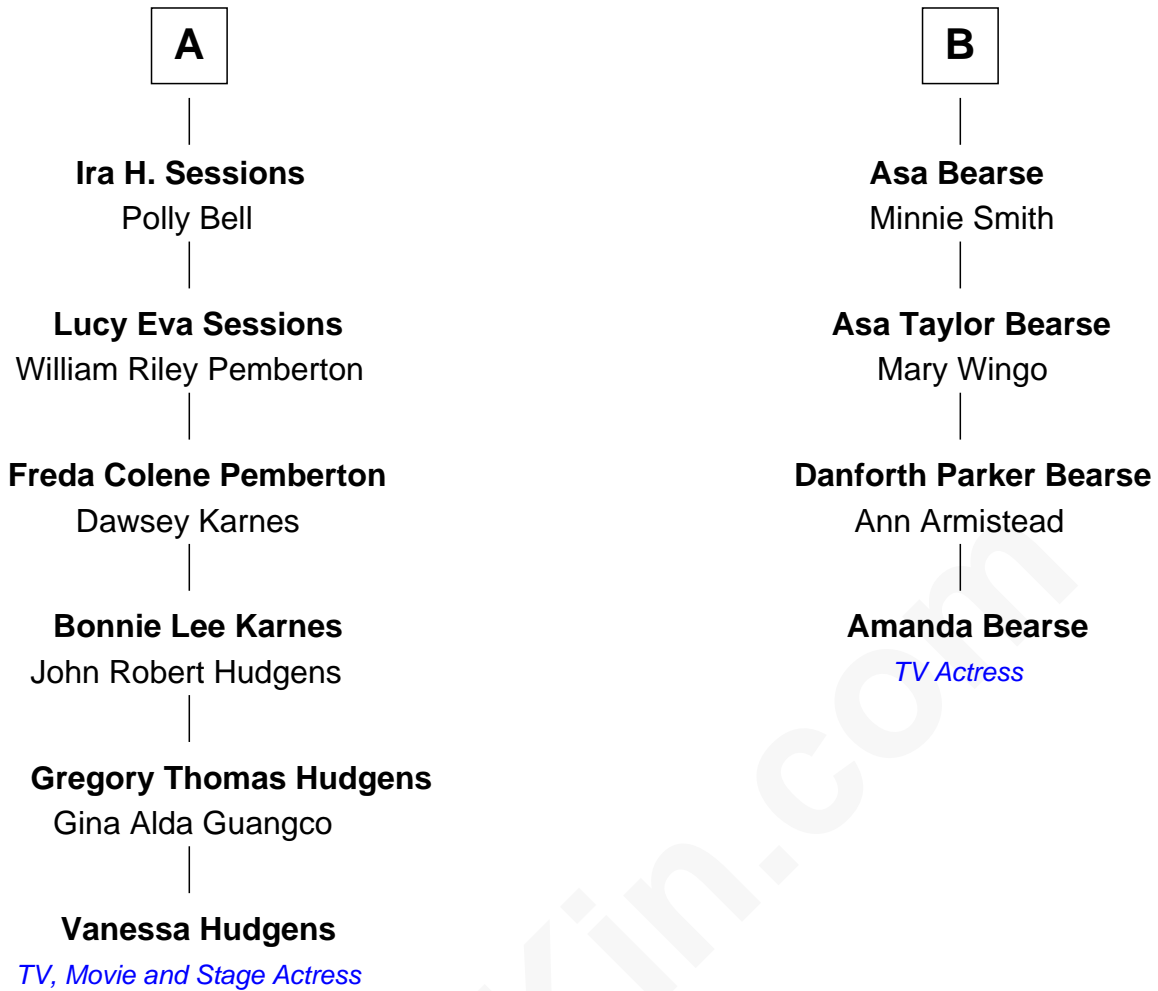 A
Ira H. Sessions
Polly Bell
Lucy Eva Sessions
William Riley Pemberton
Freda Colene Pemberton
Dawsey Karnes
Bonnie Lee Karnes
John Robert Hudgens
Gregory Thomas Hudgens
Gina Alda Guangco
Vanessa Hudgens
TV, Movie and Stage Actress
B
Asa Bearse
Minnie Smith
Asa Taylor Bearse
Mary Wingo
Danforth Parker Bearse
Ann Armistead
Amanda Bearse
TV Actress
Kin.com